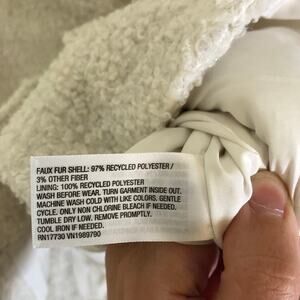 FAUX FUR SHELL: 97% RECYCLED POLYESTER /
3% OTHER FIBER
LINING: 100% RECYCLED POLYESTER
WASH BEFORE WEAR. TURN GARMENT INSIDE OUT.
MACHINE WASH COLD WITH LIKE COLORS. GENTLE
CYCLE. ONLY NON CHLORINE BLEACH IF NEEDED.
TUMBLE DRY LOW. REMOVE PROMPTLY.
COOL IRON IF NEEDED.
RN17730 VN1989790